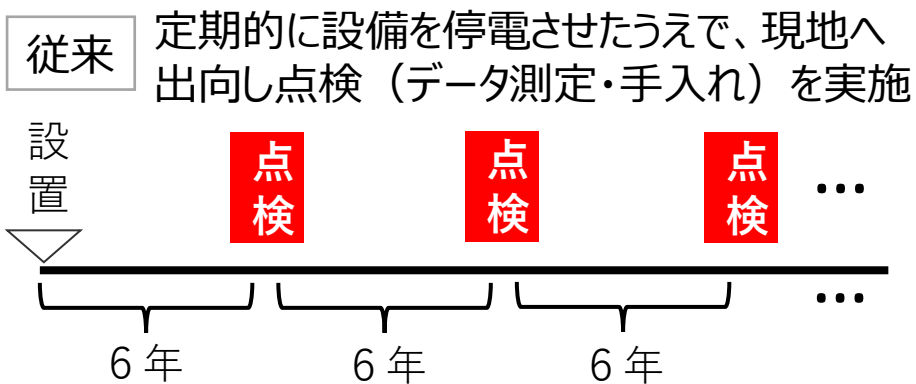 従来
定期的に設備を停電させたうえで、現地へ
出向し点検（データ測定・手入れ）を実施
設置
点検
点検
点検
…
…
6年
6年
6年